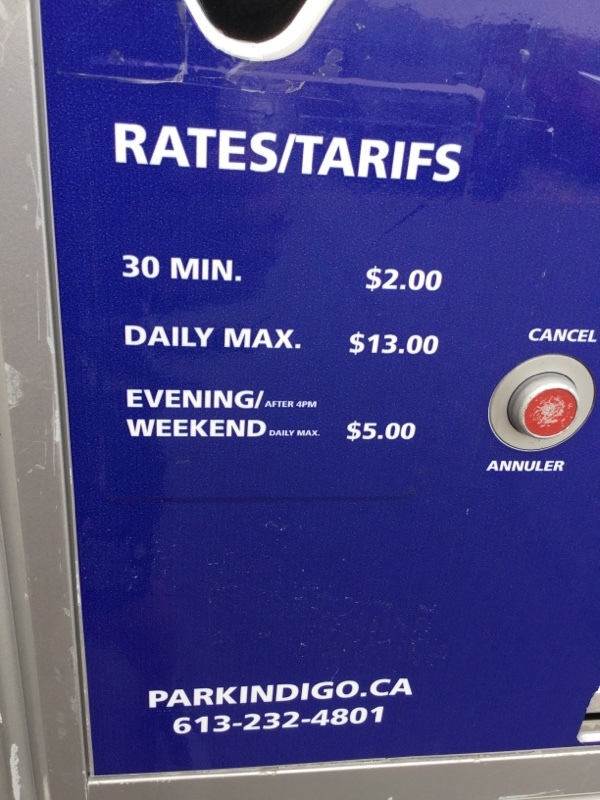 RATES/TARIFS
30 MIN. $2.00
DAILY MAX. $13.00
CANCEL
EVENING/AFTER 4PM
WEEKEND DAILY MAX. $5.00
ANNULER
PARKINDIGO.CA
613-232-4801